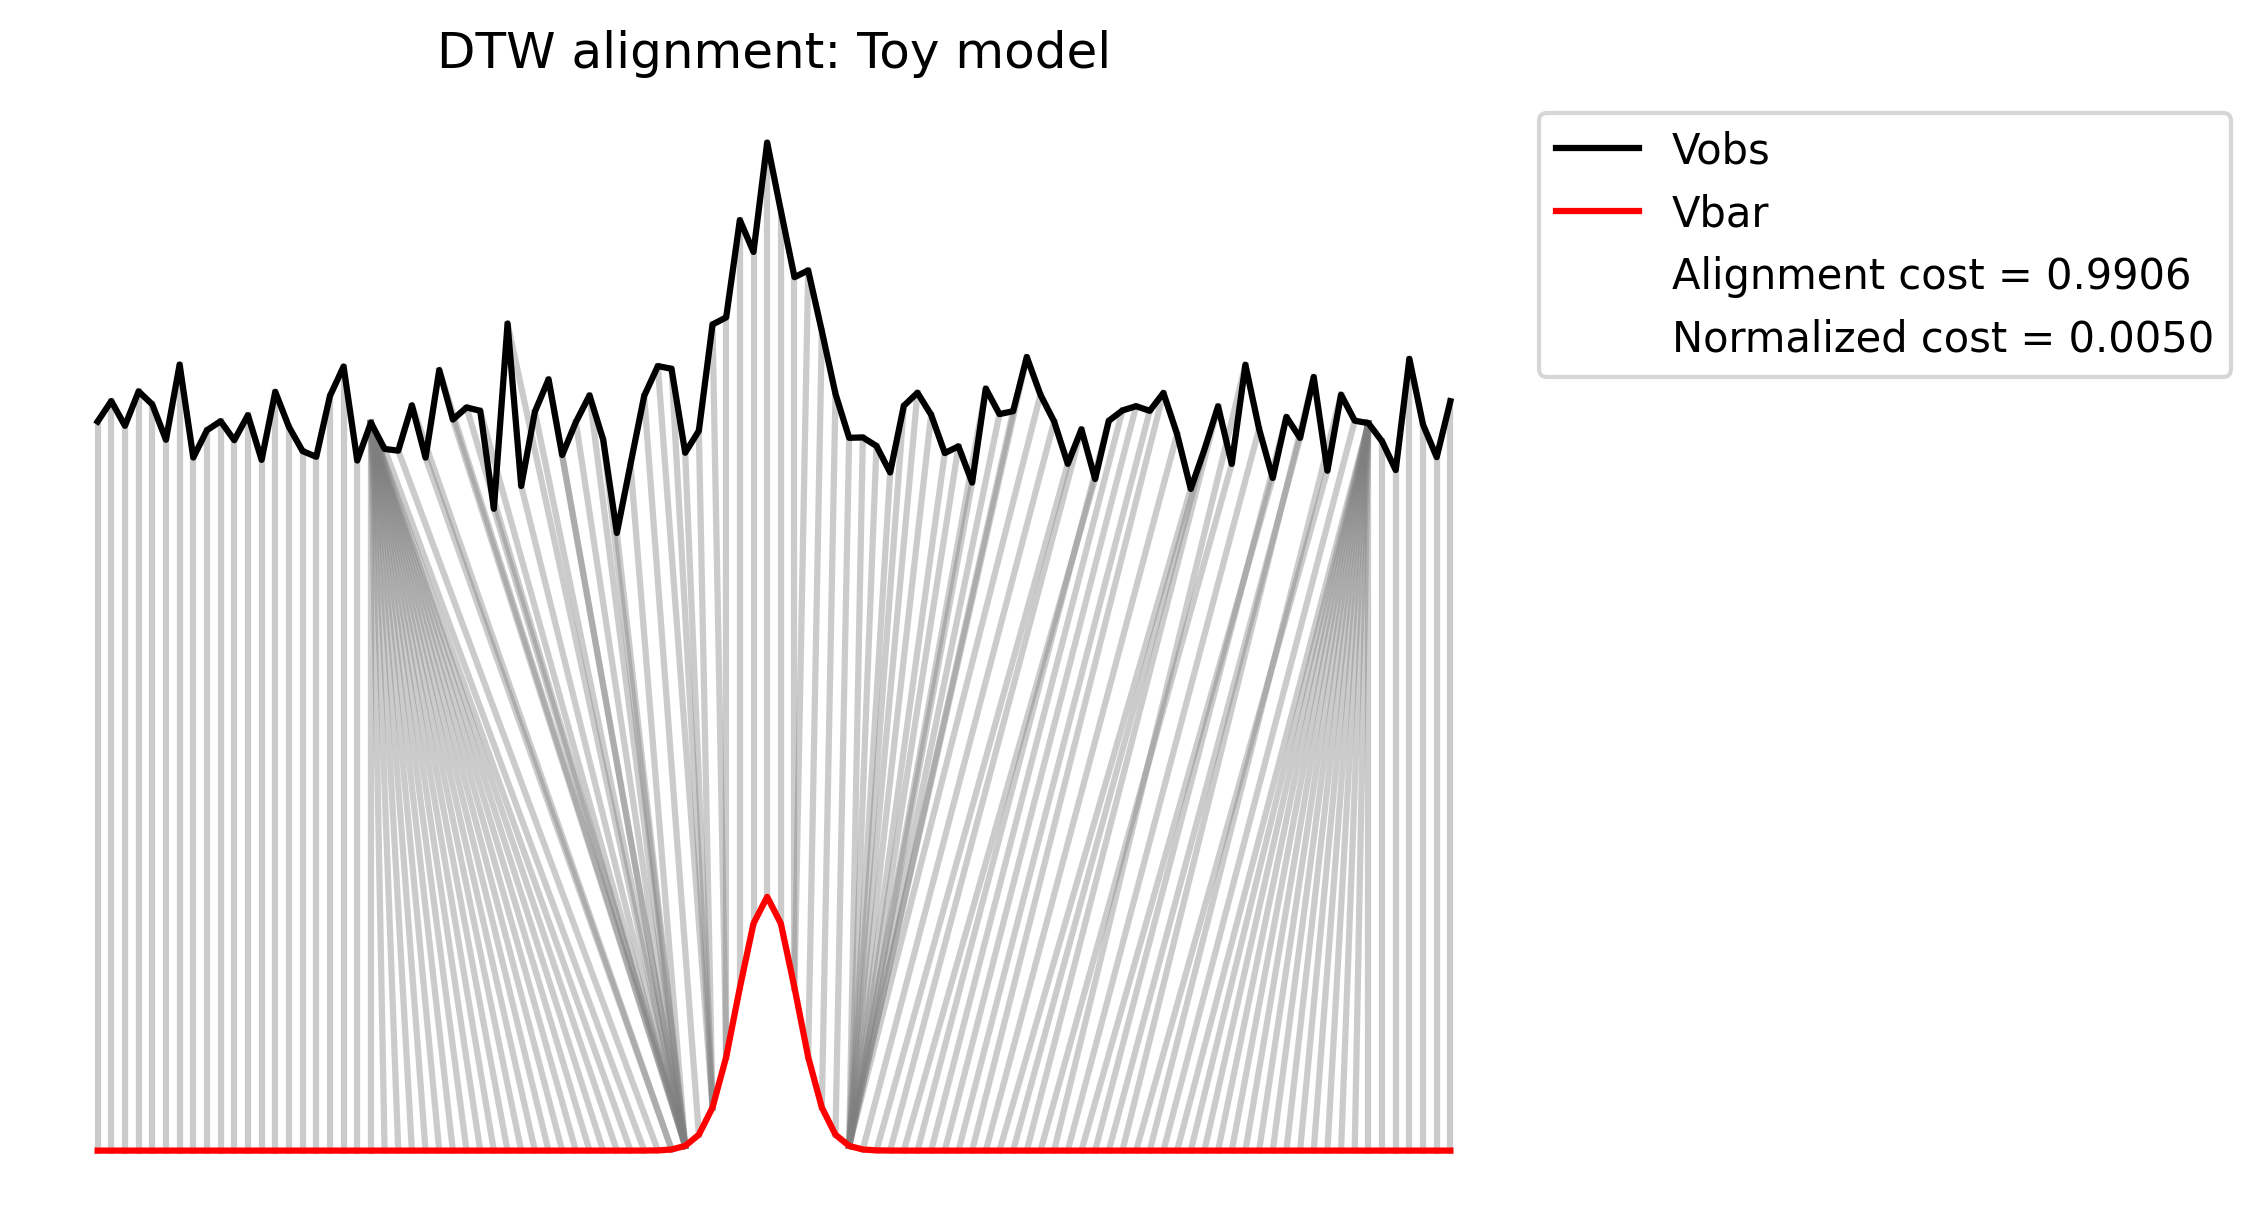 DTW alignment: Toy model
Vobs
Vbar
Alignment cost = 0.9906
Normalized cost = 0.0050